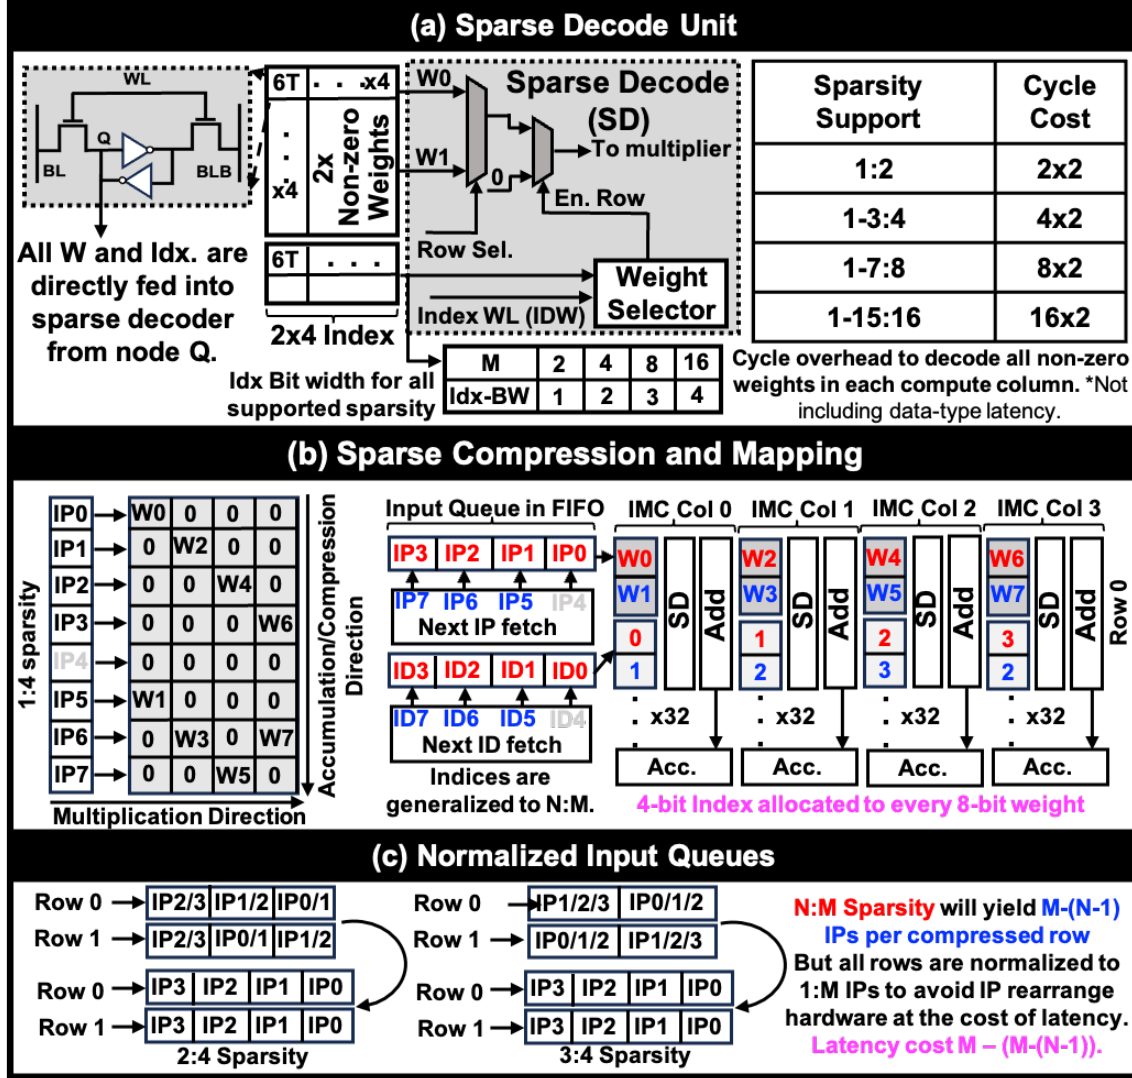 (a) Sparse Decode Unit
WL
Q
BL
BLB
6T
. . . x4
. . . x4
2x Non-zero Weights
6T
. . .
2x4 Index
All W and Idx. are
directly fed into
sparse decoder
from node Q.
W0
W1
0
Sparse Decode
(SD)
To multiplier
En. Row
Row Sel.
Weight
Selector
Index WL (IDW)
Idx Bit width for all
supported sparsity
M 2 4 8 16
Idx-BW 1 2 3 4
Sparsity Support Cycle Cost
1:2 2x2
1-3:4 4x2
1-7:8 8x2
1-15:16 16x2
Cycle overhead to decode all non-zero
weights in each compute column. *Not
including data-type latency.
(b) Sparse Compression and Mapping
1:4 sparsity
IP0 W0 0 0 0
IP1 0 W2 0 0
IP2 0 0 W4 0
IP3 0 0 0 W6
IP4 0 0 0 0
IP5 W1 0 0 0
IP6 0 W3 0 W7
IP7 0 0 W5 0
Multiplication Direction
Accumulation/Compression
Direction
Input Queue in FIFO
IP3 IP2 IP1 IP0
IP7 IP6 IP5 IP4
Next IP fetch
ID3 ID2 ID1 ID0
ID7 ID6 ID5 ID4
Next ID fetch
Indices are
generalized to N:M.
IMC Col 0 IMC Col 1 IMC Col 2 IMC Col 3
W0 W2 W4 W6
W1 W3 W5 W7
0 1 2 3
1 2 3 2
SD Add SD Add SD Add SD Add
Row 0
x32 x32 x32 x32
Acc. Acc. Acc. Acc.
4-bit Index allocated to every 8-bit weight
(c) Normalized Input Queues
Row 0 IP2/3 IP1/2 IP0/1
Row 1 IP2/3 IP0/1 IP1/2
Row 0 IP3 IP2 IP1 IP0
Row 1 IP3 IP2 IP1 IP0
2:4 Sparsity
Row 0 IP1/2/3 IP0/1/2
Row 1 IP0/1/2 IP1/2/3
Row 0 IP3 IP2 IP1 IP0
Row 1 IP3 IP2 IP1 IP0
3:4 Sparsity
N:M Sparsity will yield M-(N-1)
IPs per compressed row
But all rows are normalized to
1:M IPs to avoid IP rearrange
hardware at the cost of latency.
Latency cost M – (M-(N-1)).